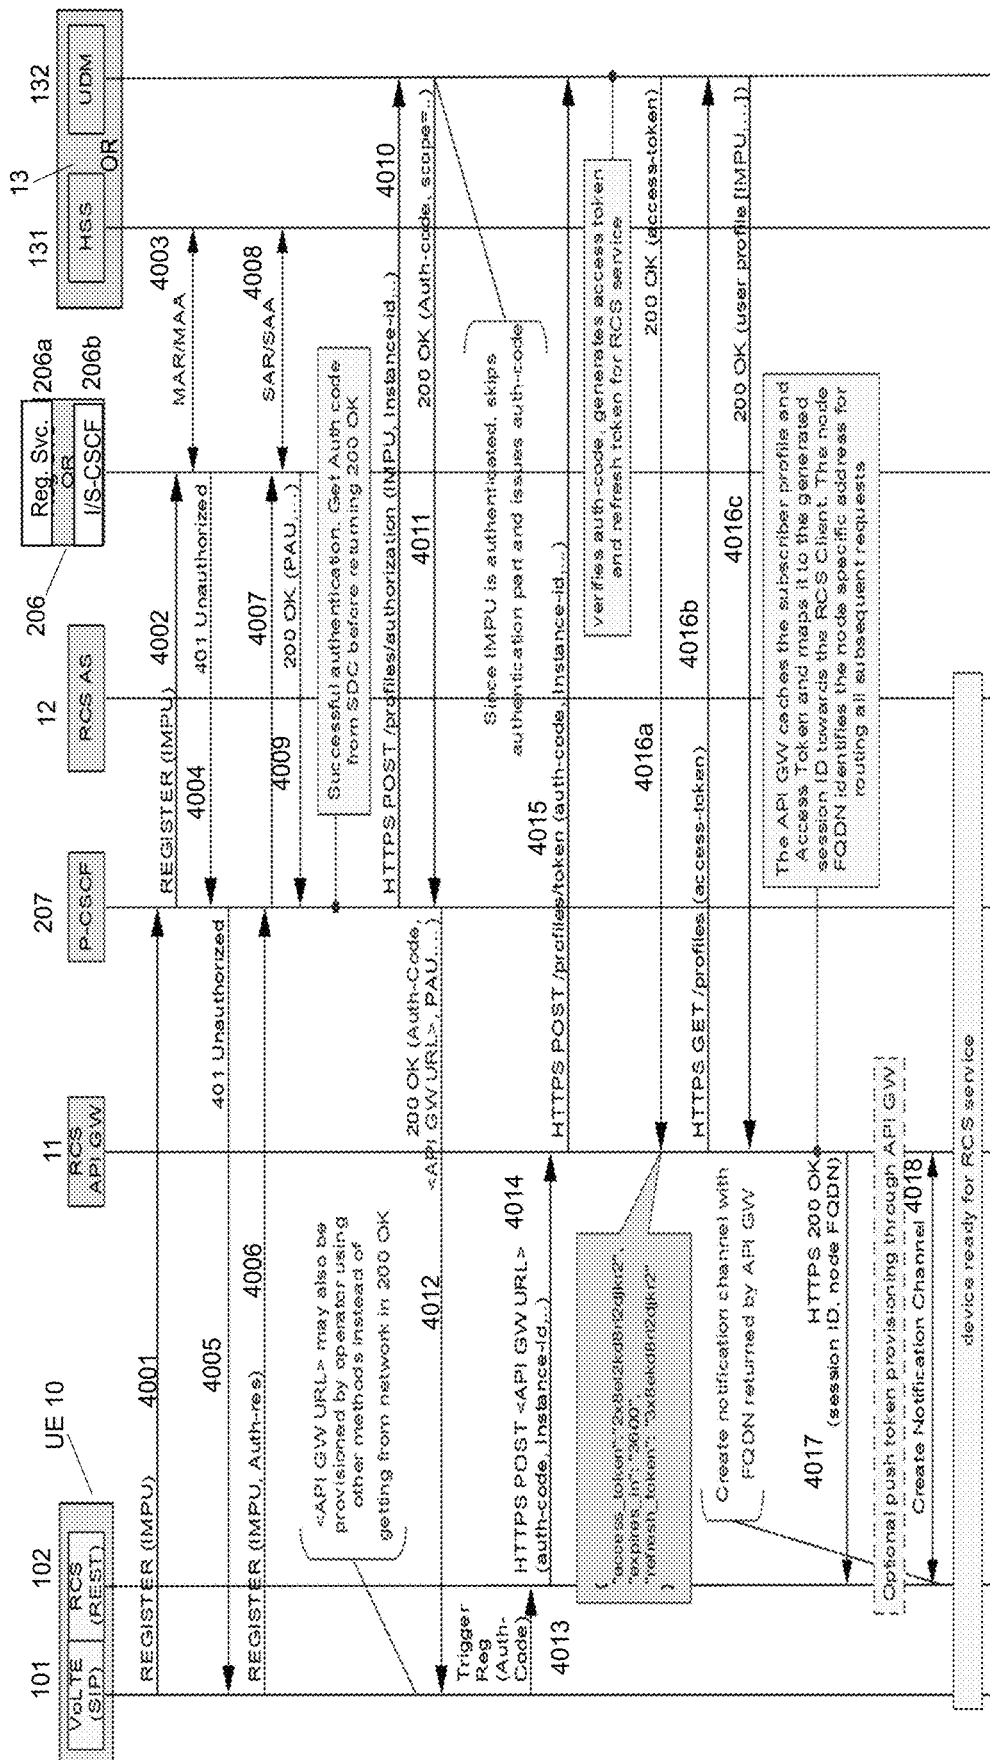 UE 10
101
VoLTE
(SIP)
102
RCS
(REST)
11
RCS
API GW
207
P-CSCF
12
RCS AS
206
Reg. Svc.
OR
I/S-CSCF
206a
206b
131
HSS
13
OR
132
UDM
REGISTER (IMPU)
4001
REGISTER (IMPU)
4002
MAR/MAA
4003
4004
401 Unauthorized
4005
401 Unauthorized
REGISTER (IMPU, Auth-res)
4006
4007
SAR/SAA
4008
4009
200 OK (PAU, ...)
Successful authentication. Get Auth code
from SDC before returning 200 OK
HTTPS POST /profiles/authorization (IMPU, Instance-id,...)
4010
4011
200 OK (Auth-code, scope=..)
<API GW URL> may also be
provisioned by operator using
other methods instead of
getting from network in 200 OK
4012
200 OK (Auth-Code,
<API GW URL>, PAU...)
Since IMPU is authenticated, skips
authentication part and issues auth-code
Trigger
Reg
(Auth-
Code)
4013
HTTPS POST <API GW URL>
(auth-code, Instance-id...)
4014
HTTPS POST /profiles/token (auth-code, Instance-id,...)
4015
verifies auth-code, generates access token
and refresh token for RCS service
4016a
200 OK (access-token)
{
"access_token":
"expires_in":"3600",
"refresh_token":
}
HTTPS GET /profiles (access-token)
4016b
4016c
200 OK (user profile [IMPU, ...])
Create notification channel with
FQDN returned by API GW
The API GW caches the subscriber profile and
Access Token and maps it to the generated
session ID towards the RCS Client. The node
FQDN identifies the node specific address for
routing all subsequent requests
4017
HTTPS 200 OK
(session ID, node FQDN)
Optional push token provisioning through API GW
Create Notification Channel
4018
device ready for RCS service